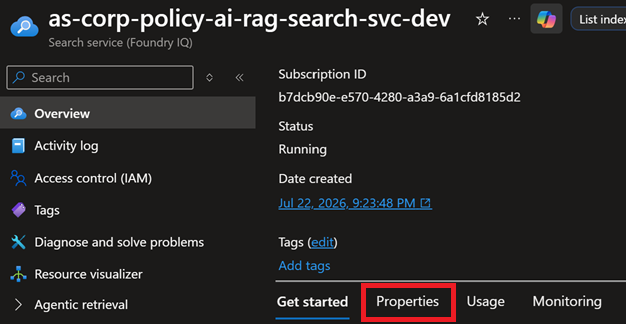 as-corp-policy-ai-rag-search-svc-dev
Search service (Foundry IQ)
List index
Search
Overview
Activity log
Access control (IAM)
Tags
Diagnose and solve problems
Resource visualizer
Agentic retrieval
Subscription ID
b7dcb90e-e570-4280-a3a9-6a1cfd8185d2
Status
Running
Date created
Jul 22, 2026, 9:23:48 PM
Tags (edit)
Add tags
Get started Properties Usage Monitoring